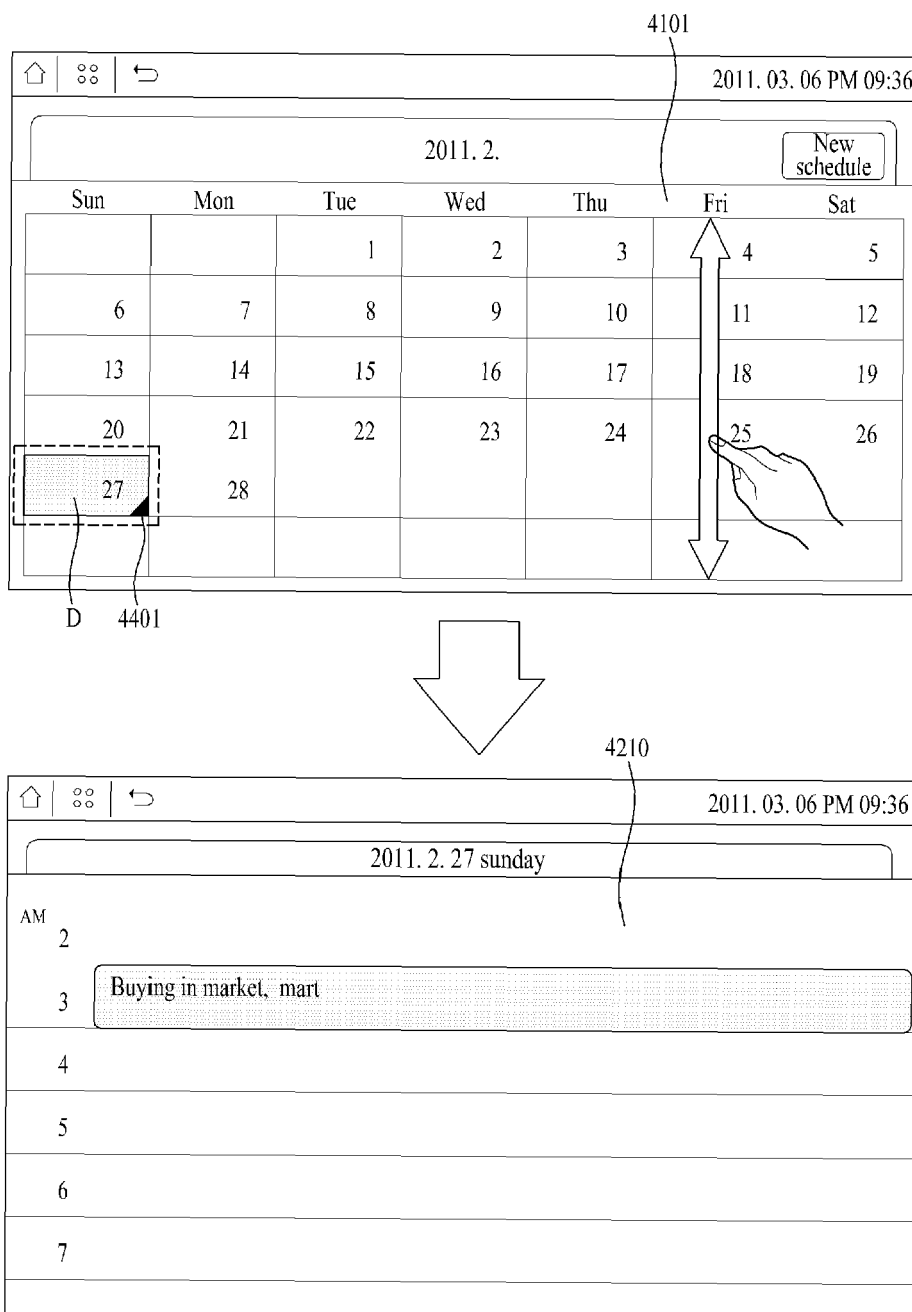 4101
2011. 03. 06 PM 09:36
2011. 2.
New
schedule
Sun Mon Tue Wed Thu Fri Sat
1 2 3 4 5
6 7 8 9 10 11 12
13 14 15 16 17 18 19
20 21 22 23 24 25 26
27 28
D 4401
4210
2011. 03. 06 PM 09:36
2011. 2. 27 sunday
AM
2
3 Buying in market, mart
4
5
6
7